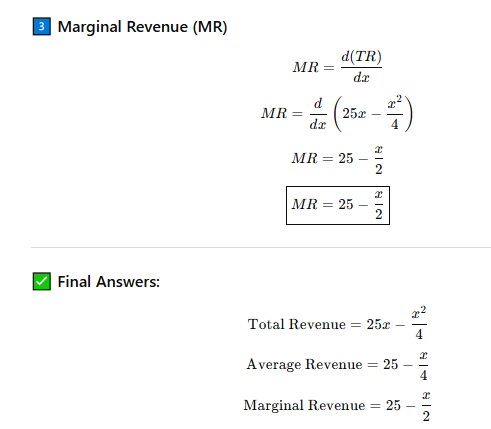 3 Marginal Revenue (MR)
MR = d(TR)/dx
MR = d/dx (25x − x²/4)
MR = 25 − x/2
MR = 25 − x/2
Final Answers:
Total Revenue = 25x − x²/4
Average Revenue = 25 − x/4
Marginal Revenue = 25 − x/2